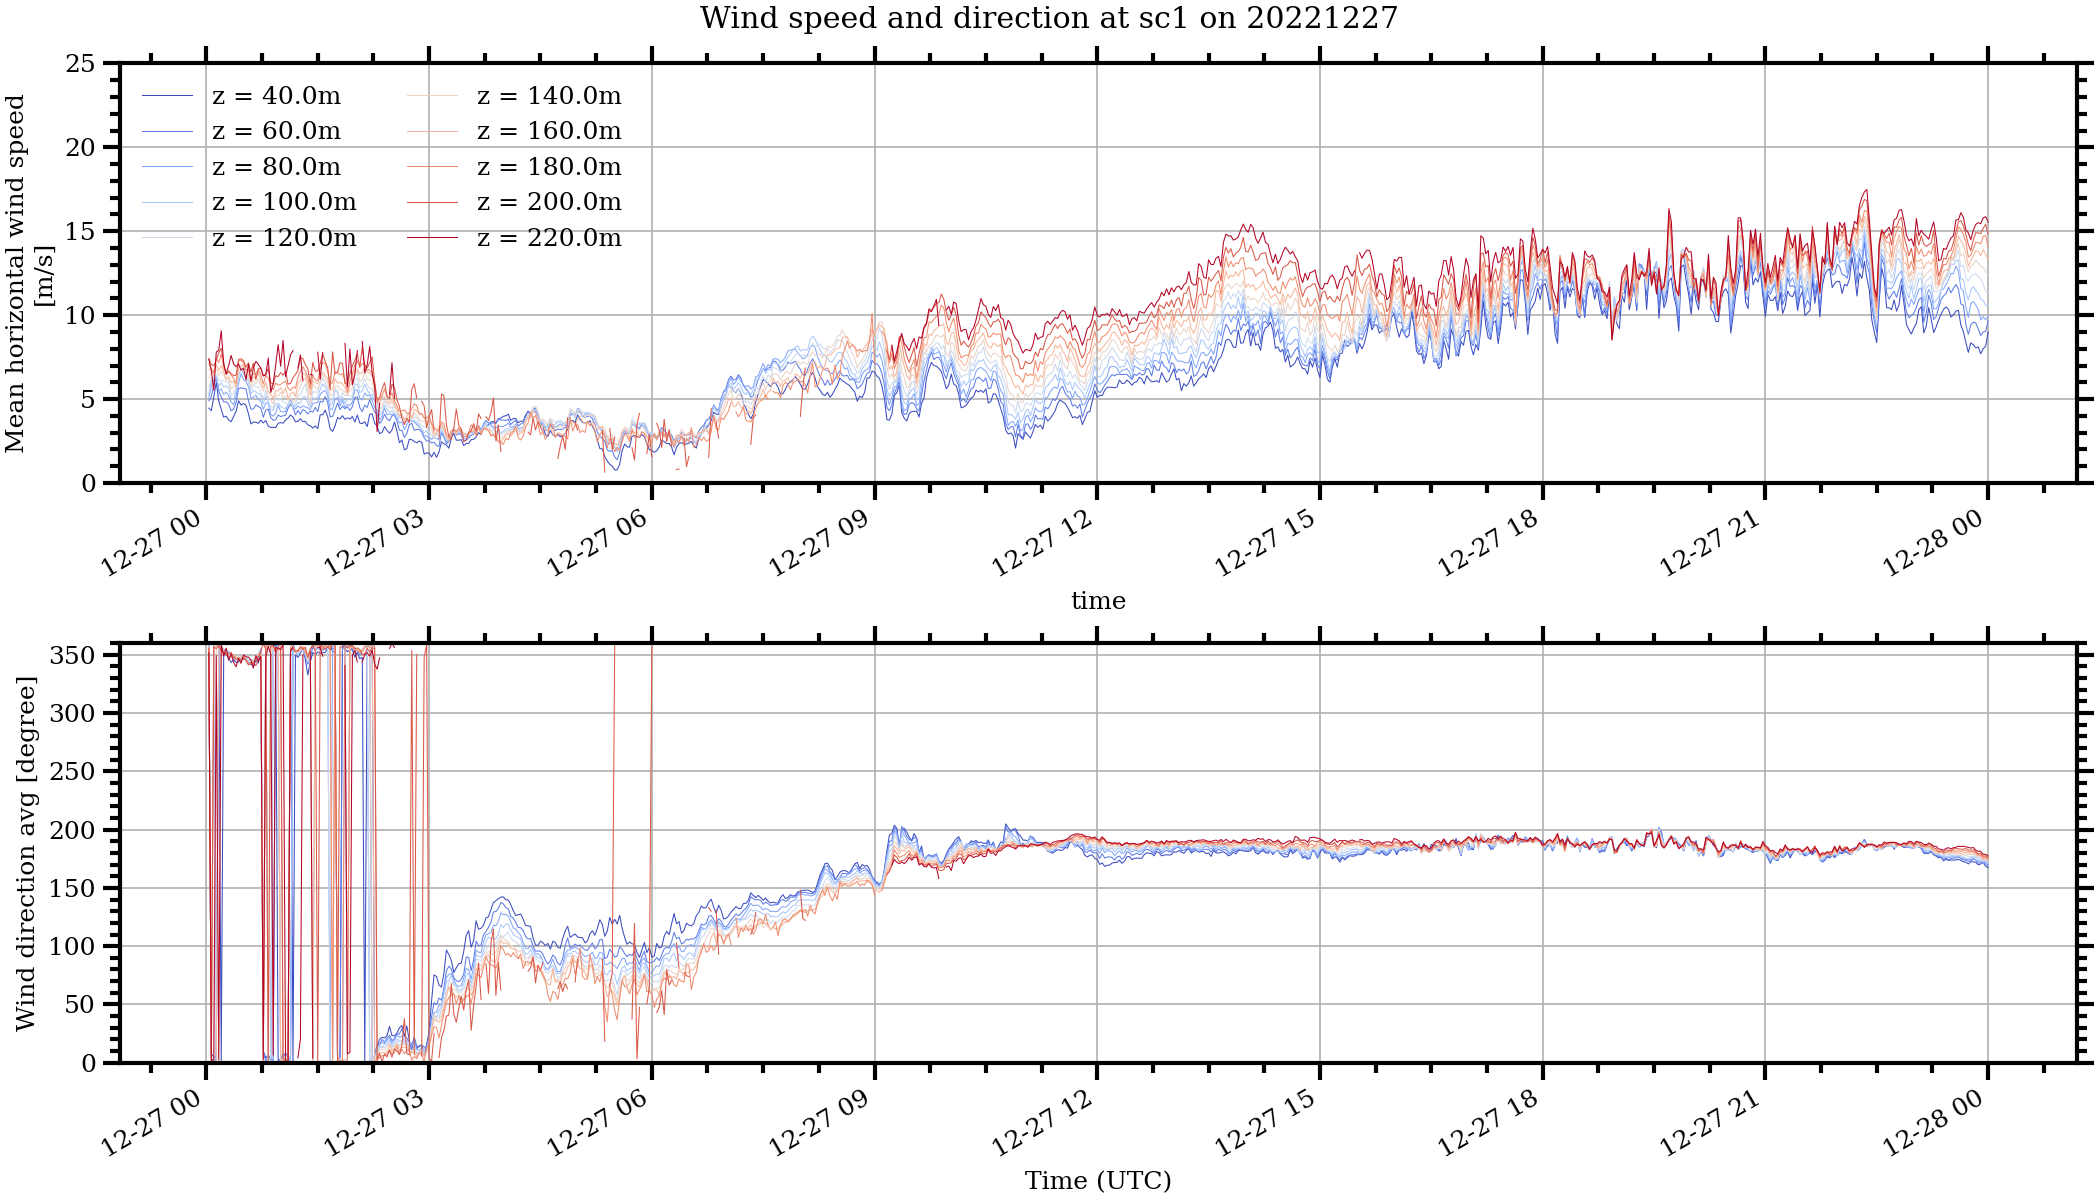 Wind speed and direction at sc1 on 20221227
Mean horizontal wind speed
[m/s]
25
20
15
10
5
0
z = 40.0m
z = 60.0m
z = 80.0m
z = 100.0m
z = 120.0m
z = 140.0m
z = 160.0m
z = 180.0m
z = 200.0m
z = 220.0m
12-27 00
12-27 03
12-27 06
12-27 09
12-27 12
12-27 15
12-27 18
12-27 21
12-28 00
time
Wind direction avg [degree]
350
300
250
200
150
100
50
0
12-27 00
12-27 03
12-27 06
12-27 09
12-27 12
12-27 15
12-27 18
12-27 21
12-28 00
Time (UTC)